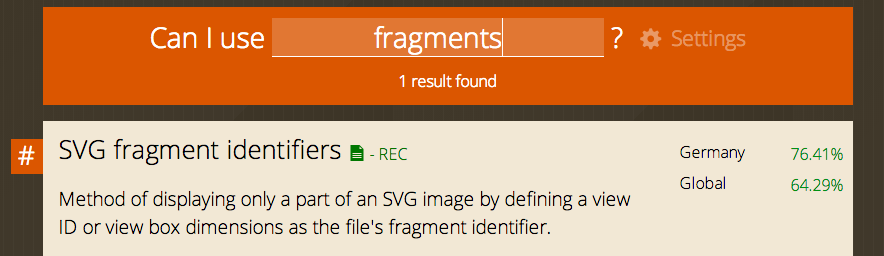 Can I use fragments ? Settings
1 result found
# SVG fragment identifiers - REC
Germany 76.41%
Global 64.29%
Method of displaying only a part of an SVG image by defining a view
ID or view box dimensions as the file's fragment identifier.